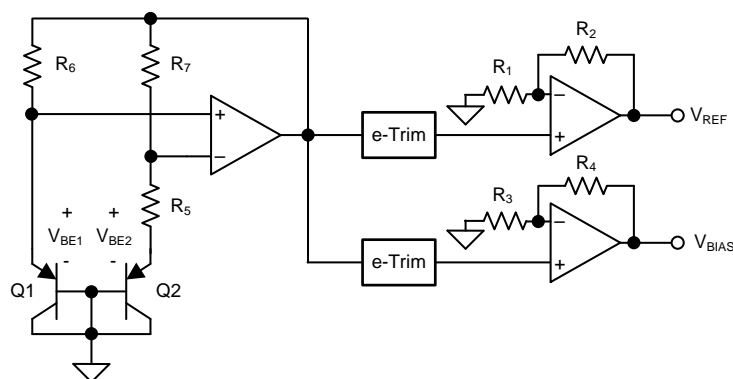 R6
R7
R1
R2
+
−
e-Trim
−
+
VREF
R5
R3
R4
+
+
VBE1
VBE2
-
-
e-Trim
−
+
VBIAS
Q1
Q2